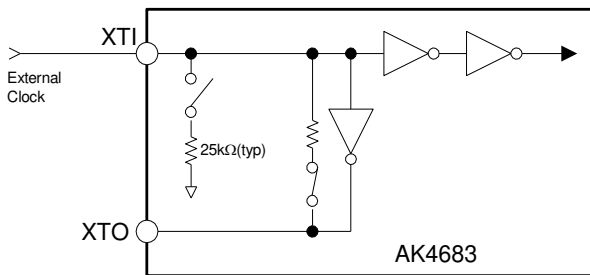 XTI
External
Clock
25kΩ(typ)
XTO
AK4683